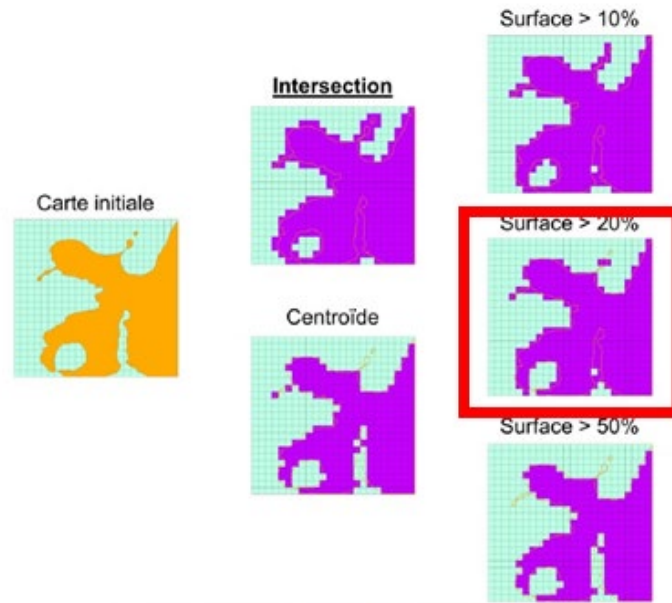 Carte initiale
Intersection
Centroïde
Surface > 10%
Surface > 20%
Surface > 50%